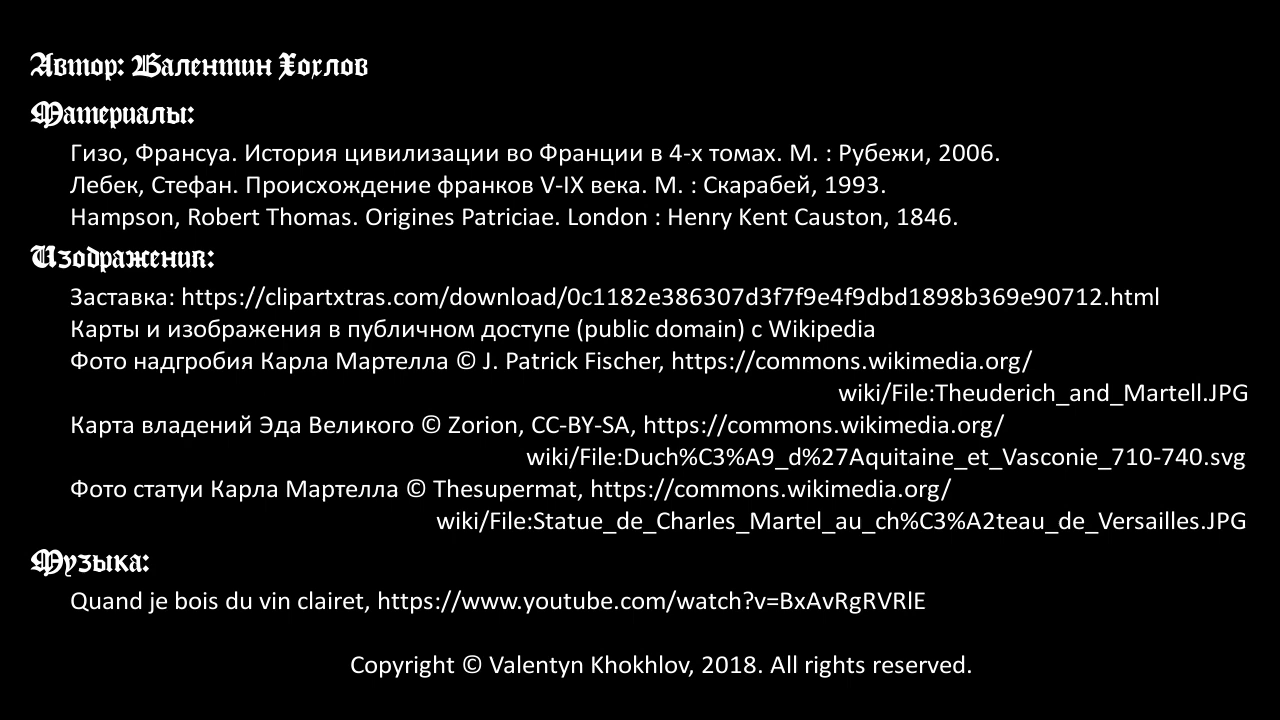 Автор: Валентин Хохлов
Материалы:
Гизо, Франсуа. История цивилизации во Франции в 4-х томах. М. : Рубежи, 2006.
Лебек, Стефан. Происхождение франков V-IX века. М. : Скарабей, 1993.
Hampson, Robert Thomas. Origines Patriciae. London : Henry Kent Causton, 1846.
Изображения:
Заставка: https://clipartxtras.com/download/0c1182e386307d3f7f9e4f9dbd1898b369e90712.html
Карты и изображения в публичном доступе (public domain) с Wikipedia
Фото надгробия Карла Мартелла © J. Patrick Fischer, https://commons.wikimedia.org/
wiki/File:Theuderich_and_Martell.JPG
Карта владений Эда Великого © Zorion, CC-BY-SA, https://commons.wikimedia.org/
wiki/File:Duch%C3%A9_d%27Aquitaine_et_Vasconie_710-740.svg
Фото статуи Карла Мартелла © Thesupermat, https://commons.wikimedia.org/
wiki/File:Statue_de_Charles_Martel_au_ch%C3%A2teau_de_Versailles.JPG
Музыка:
Quand je bois du vin clairet, https://www.youtube.com/watch?v=BxAvRgRVRlE
Copyright © Valentyn Khokhlov, 2018. All rights reserved.